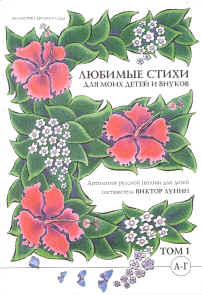 ЛЮБИМЫЕ СТИХИ
ДЛЯ МОИХ ДЕТЕЙ И ВНУКОВ
Антология русской поэзии для детей
составитель ВИКТОР ЛУНИН
ТОМ 1
А-Г